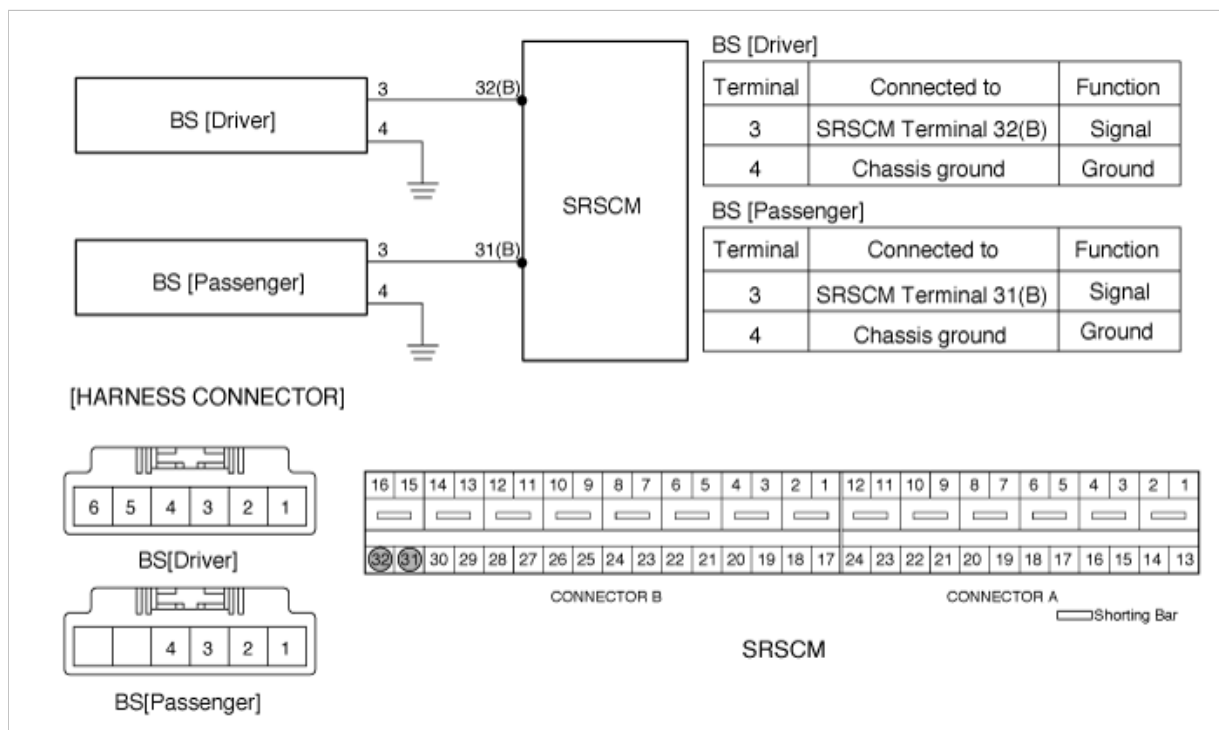 BS [Driver]
3
32(B)
4
SRSCM
BS [Passenger]
3
31(B)
4
BS [Driver]
Terminal Connected to Function
3 SRSCM Terminal 32(B) Signal
4 Chassis ground Ground
BS [Passenger]
Terminal Connected to Function
3 SRSCM Terminal 31(B) Signal
4 Chassis ground Ground
[HARNESS CONNECTOR]
6 5 4 3 2 1
BS[Driver]
4 3 2 1
BS[Passenger]
16 15 14 13 12 11 10 9 8 7 6 5 4 3 2 1 12 11 10 9 8 7 6 5 4 3 2 1
32 31 30 29 28 27 26 25 24 23 22 21 20 19 18 17 24 23 22 21 20 19 18 17 16 15 14 13
CONNECTOR B CONNECTOR A
Shorting Bar
SRSCM